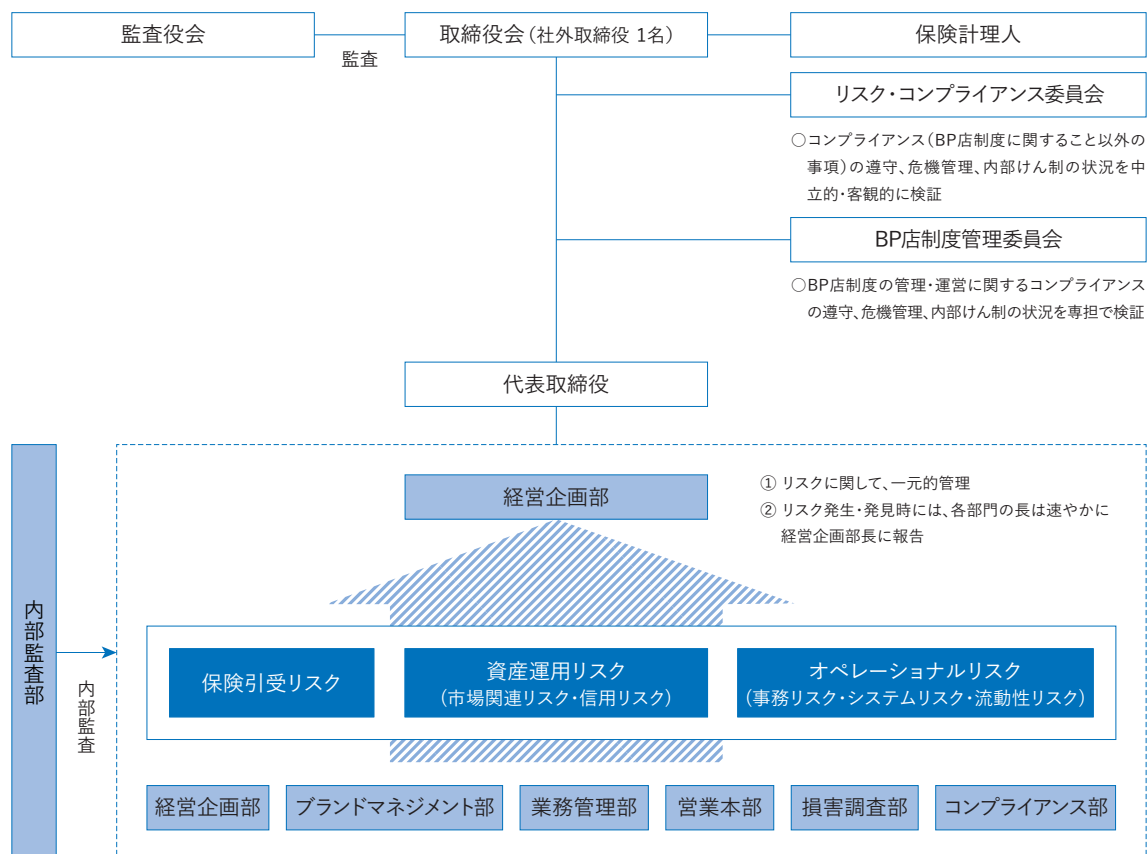 監査役会
監査
取締役会(社外取締役 1名)
保険計理人
リスク・コンプライアンス委員会
○コンプライアンス(BP店制度に関すること以外の
事項)の遵守、危機管理、内部けん制の状況を中
立的・客観的に検証
BP店制度管理委員会
○BP店制度の管理・運営に関するコンプライアンス
の遵守、危機管理、内部けん制の状況を専担で検証
代表取締役
内部監査部
内部監査
経営企画部
① リスクに関して、一元的管理
② リスク発生・発見時には、各部門の長は速やかに
経営企画部長に報告
保険引受リスク
資産運用リスク
(市場関連リスク・信用リスク)
オペレーショナルリスク
(事務リスク・システムリスク・流動性リスク)
経営企画部
ブランドマネジメント部
業務管理部
営業本部
損害調査部
コンプライアンス部